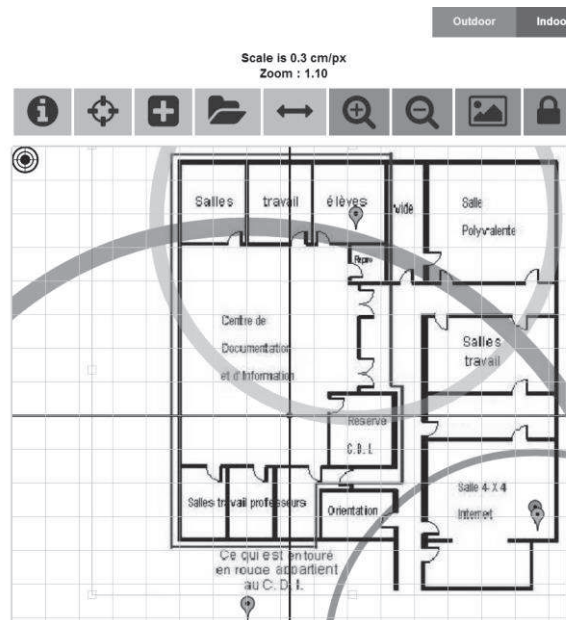 Outdoor Indoo
Scale is 0.3 cm/px
Zoom : 1.10
Salles travail élèves
vide
Salle
Polyvalente
Centre de
Documentation
et d'Information
Salles
travail
Réserve
C.D.I.
Salle 4 X 4
Internet
Salles travail professeurs
Orientation
Ce qui est entouré
en rouge appartient
au C.D.I.